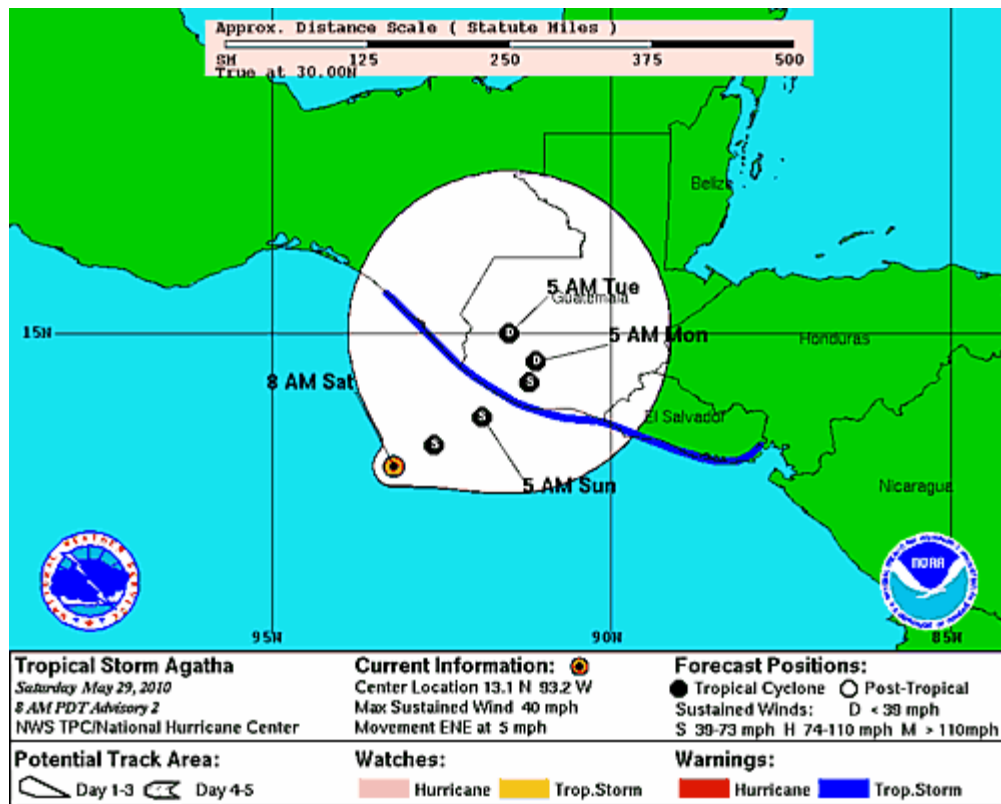 Approx. Distance Scale ( Statute Miles )
SM 125 250 375 500
True at 30.00N
Belize
5 AM Tue
Guatemala
15N
5 AM Mon
Honduras
8 AM Sat
El Salvador
5 AM Sun
Nicaragua
D
D
S
S
S
NOAA
95W 90N 85W
Tropical Storm Agatha
Saturday May 29, 2010
8 AM PDT Advisory 2
NWS TPC/National Hurricane Center
Current Information:
Center Location 13.1 N 93.2 W
Max Sustained Wind 40 mph
Movement ENE at 5 mph
Forecast Positions:
Tropical Cyclone Post-Tropical
Sustained Winds: D < 39 mph
S 39-73 mph H 74-110 mph M > 110mph
Potential Track Area:
Day 1-3 Day 4-5
Watches:
Hurricane Trop.Storm
Warnings:
Hurricane Trop.Storm